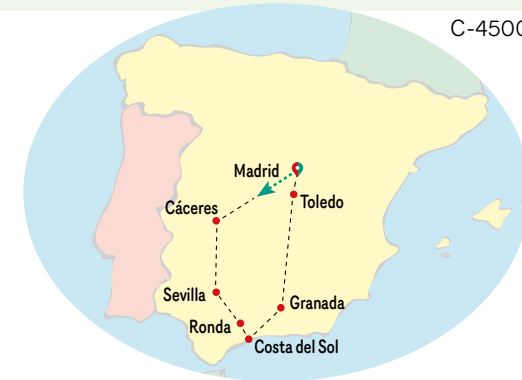 C-4500
Madrid
Toledo
Cáceres
Sevilla
Granada
Ronda
Costa del Sol